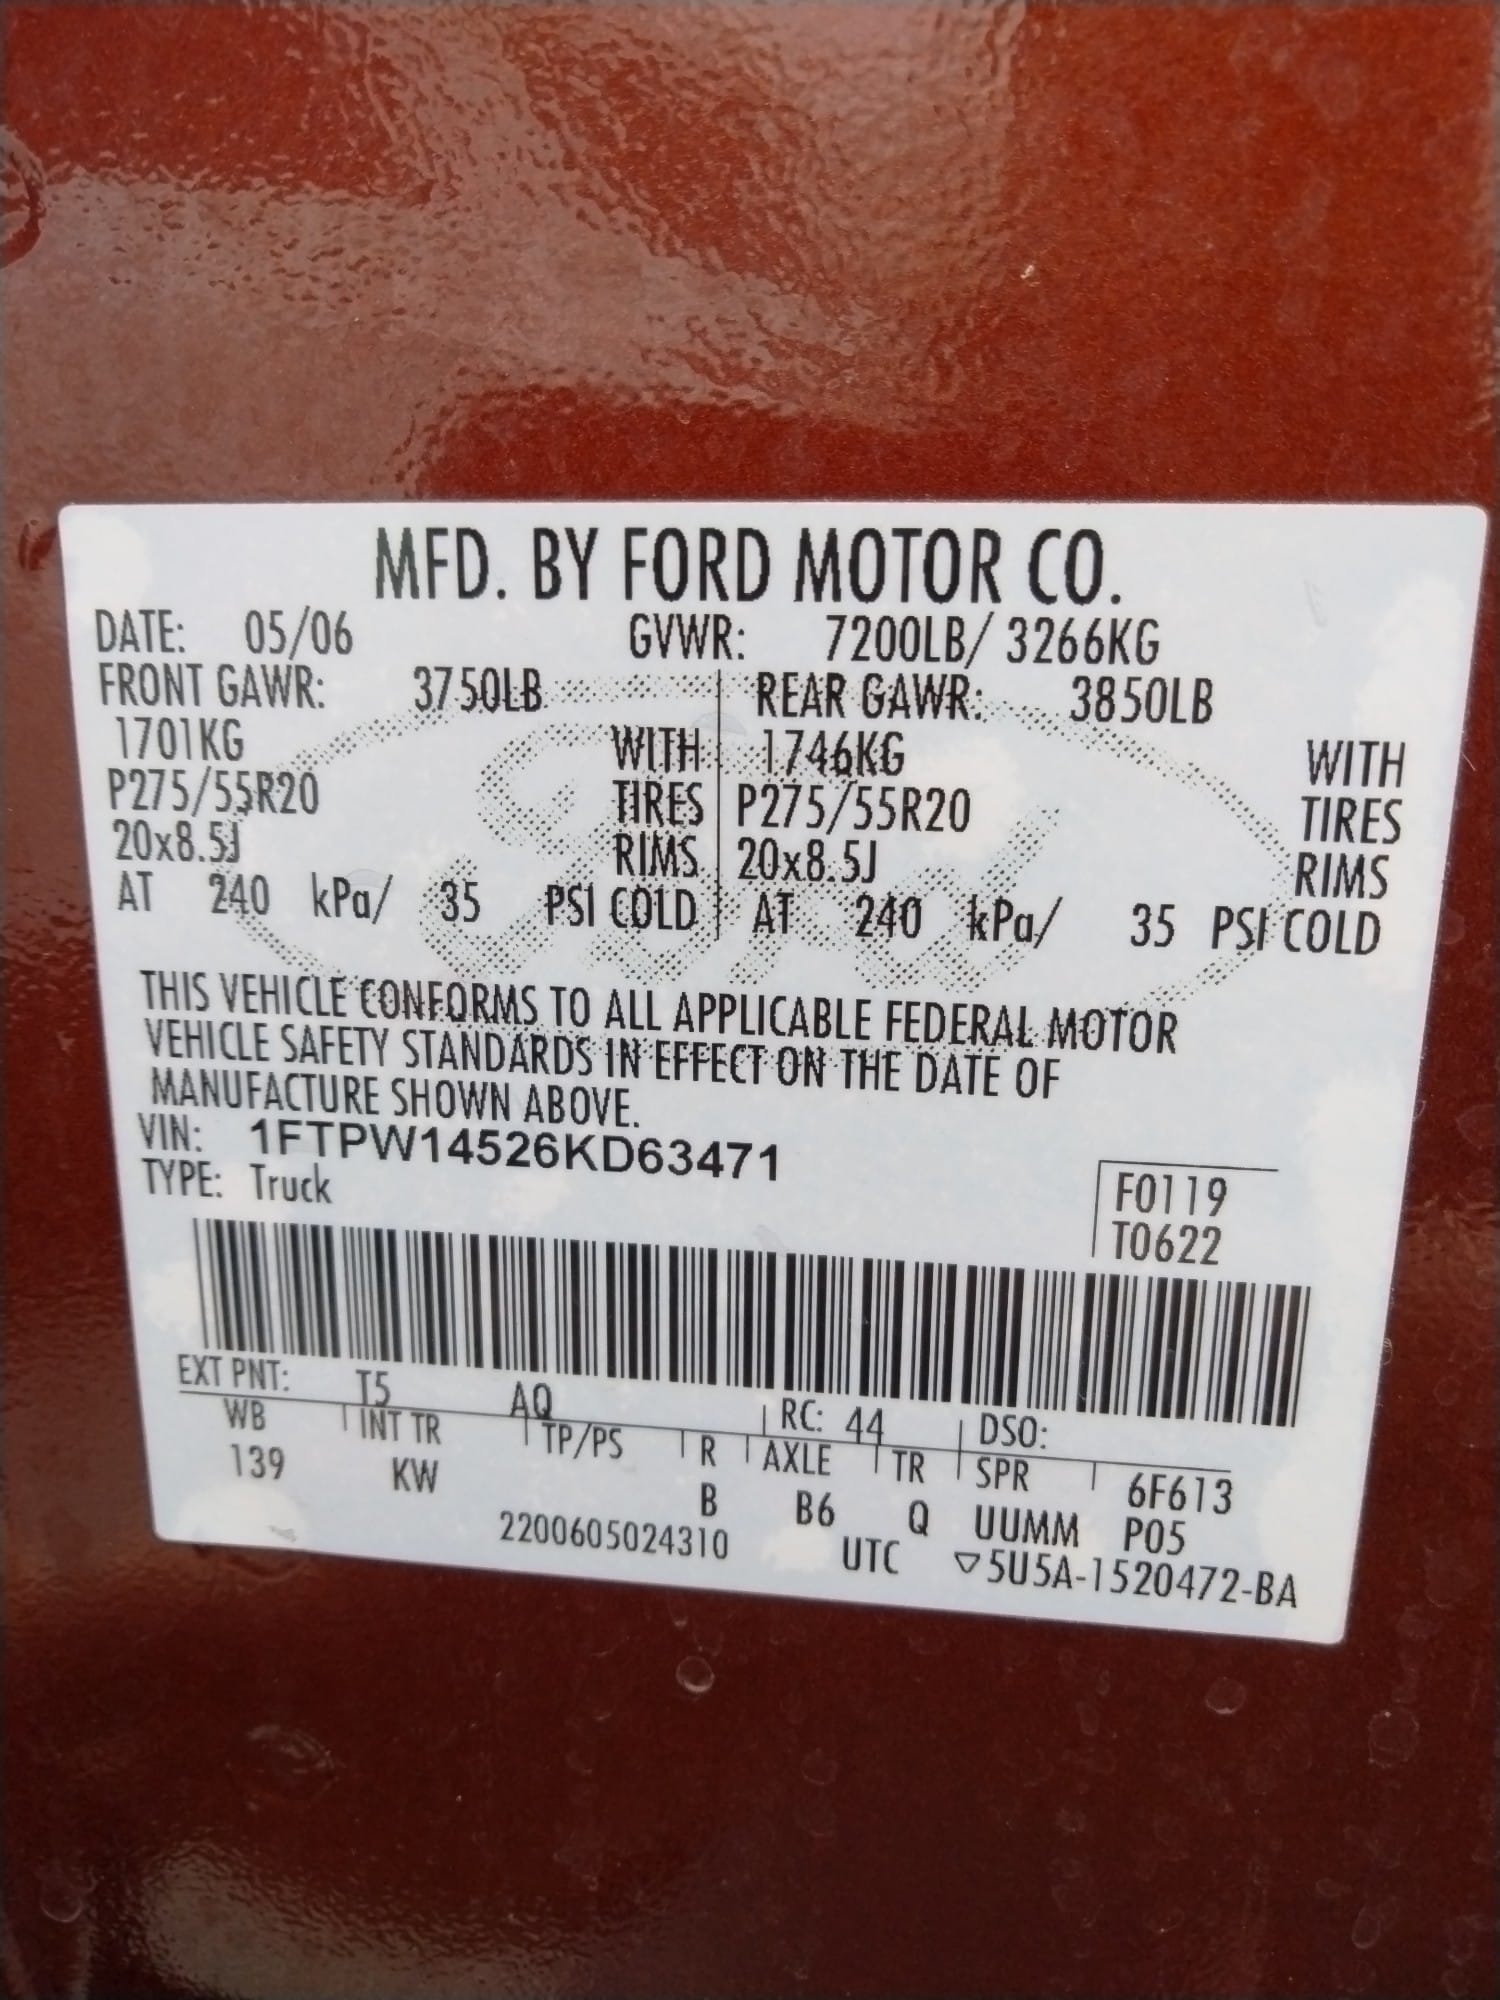 MFD. BY FORD MOTOR CO.
DATE: 05/06 GVWR: 7200LB/ 3266KG
FRONT GAWR: 3750LB REAR GAWR: 3850LB
1701KG WITH 1746KG WITH
P275/55R20 TIRES P275/55R20 TIRES
20x8.5J RIMS 20x8.5J RIMS
AT 240 kPa/ 35 PSI COLD AT 240 kPa/ 35 PSI COLD
THIS VEHICLE CONFORMS TO ALL APPLICABLE FEDERAL MOTOR
VEHICLE SAFETY STANDARDS IN EFFECT ON THE DATE OF
MANUFACTURE SHOWN ABOVE.
VIN: 1FTPW14526KD63471
TYPE: Truck
F0119
T0622
EXT PNT: T5 AQ RC: 44 DSO:
WB INT TR TP/PS R AXLE TR SPR 6F613
139 KW B B6 Q UUMM P05
2200605024310 UTC ▽5U5A-1520472-BA
Ford